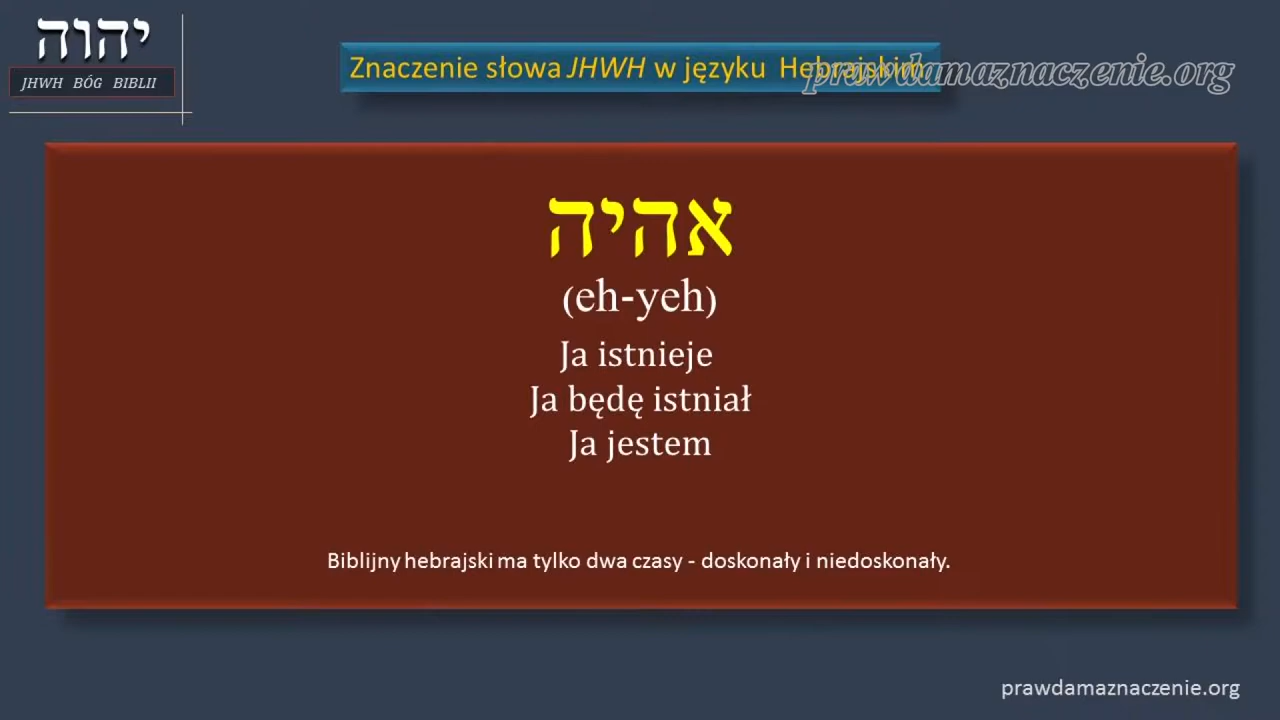 יהוה
JHWH BÓG BIBLII
Znaczenie słowa JHWH w języku Hebrajskim
prawdamaznaczenie.org
אהיה
(eh-yeh)
Ja istnieje
Ja będę istniał
Ja jestem
Biblijny hebrajski ma tylko dwa czasy - doskonały i niedoskonały.
prawdamaznaczenie.org